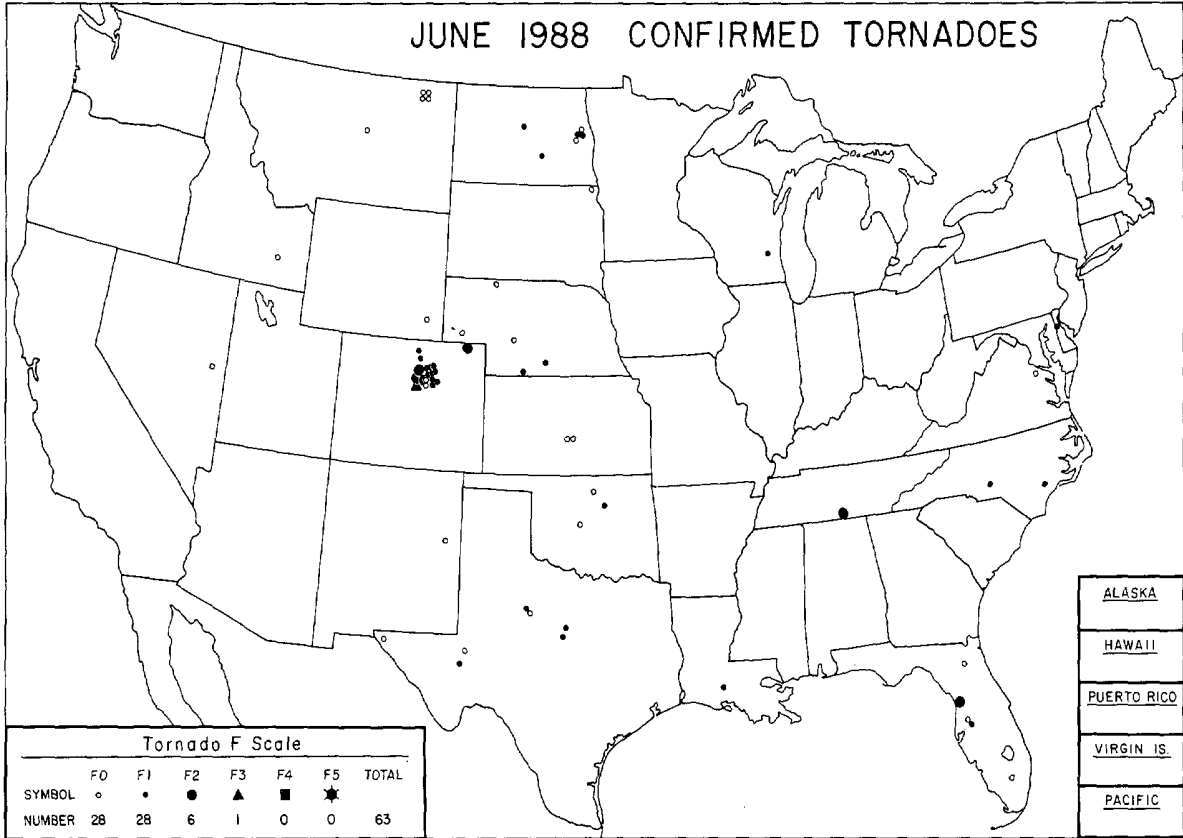 JUNE 1988 CONFIRMED TORNADOES
ALASKA
HAWAII
PUERTO RICO
VIRGIN IS.
PACIFIC
Tornado F Scale
F0 F1 F2 F3 F4 F5 TOTAL
SYMBOL
NUMBER 28 28 6 1 0 0 63